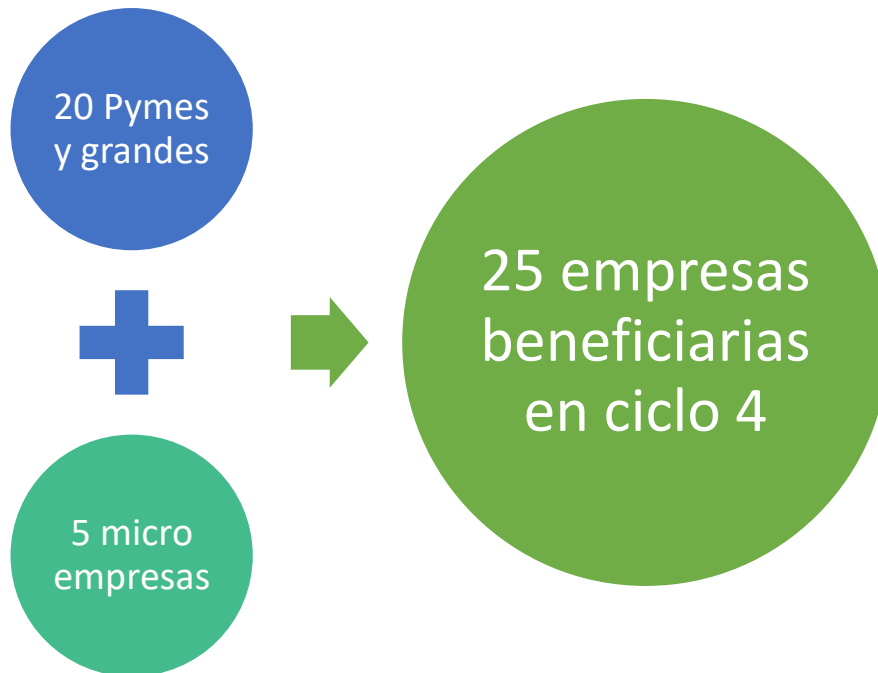 20 Pymes
y grandes
5 micro
empresas
25 empresas
beneficiarias
en ciclo 4